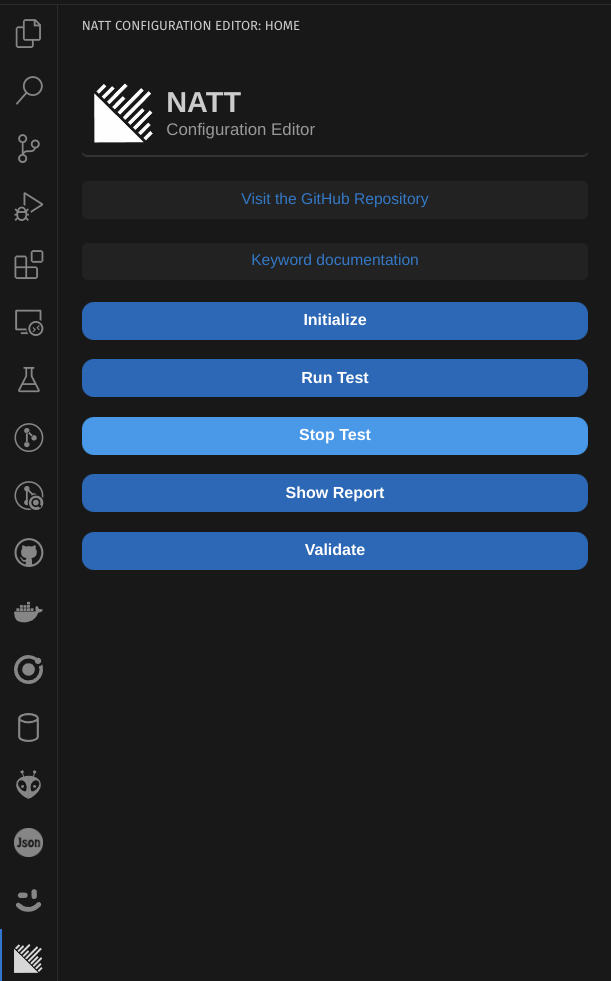 NATT CONFIGURATION EDITOR: HOME
NATT
Configuration Editor
Visit the GitHub Repository
Keyword documentation
Initialize
Run Test
Stop Test
Show Report
Validate
Json